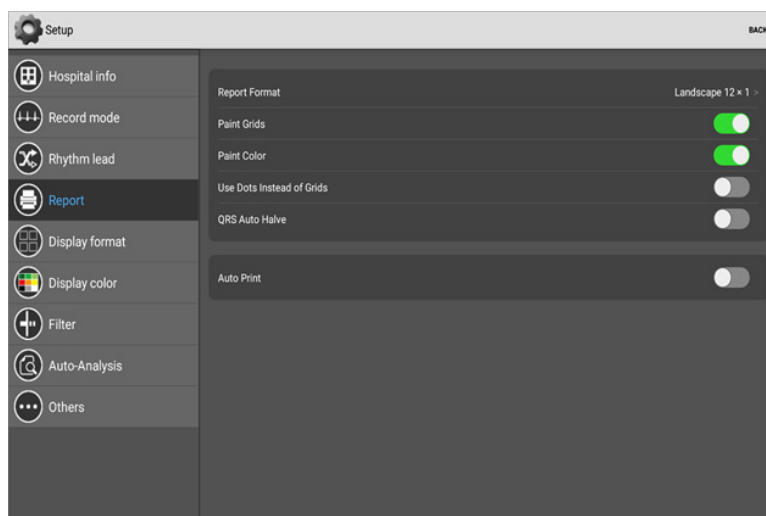 Setup
BACK
Hospital info
Record mode
Rhythm lead
Report
Display format
Display color
Filter
Auto-Analysis
Others
Report Format
Landscape 12 × 1 >
Paint Grids
Paint Color
Use Dots Instead of Grids
QRS Auto Halve
Auto Print